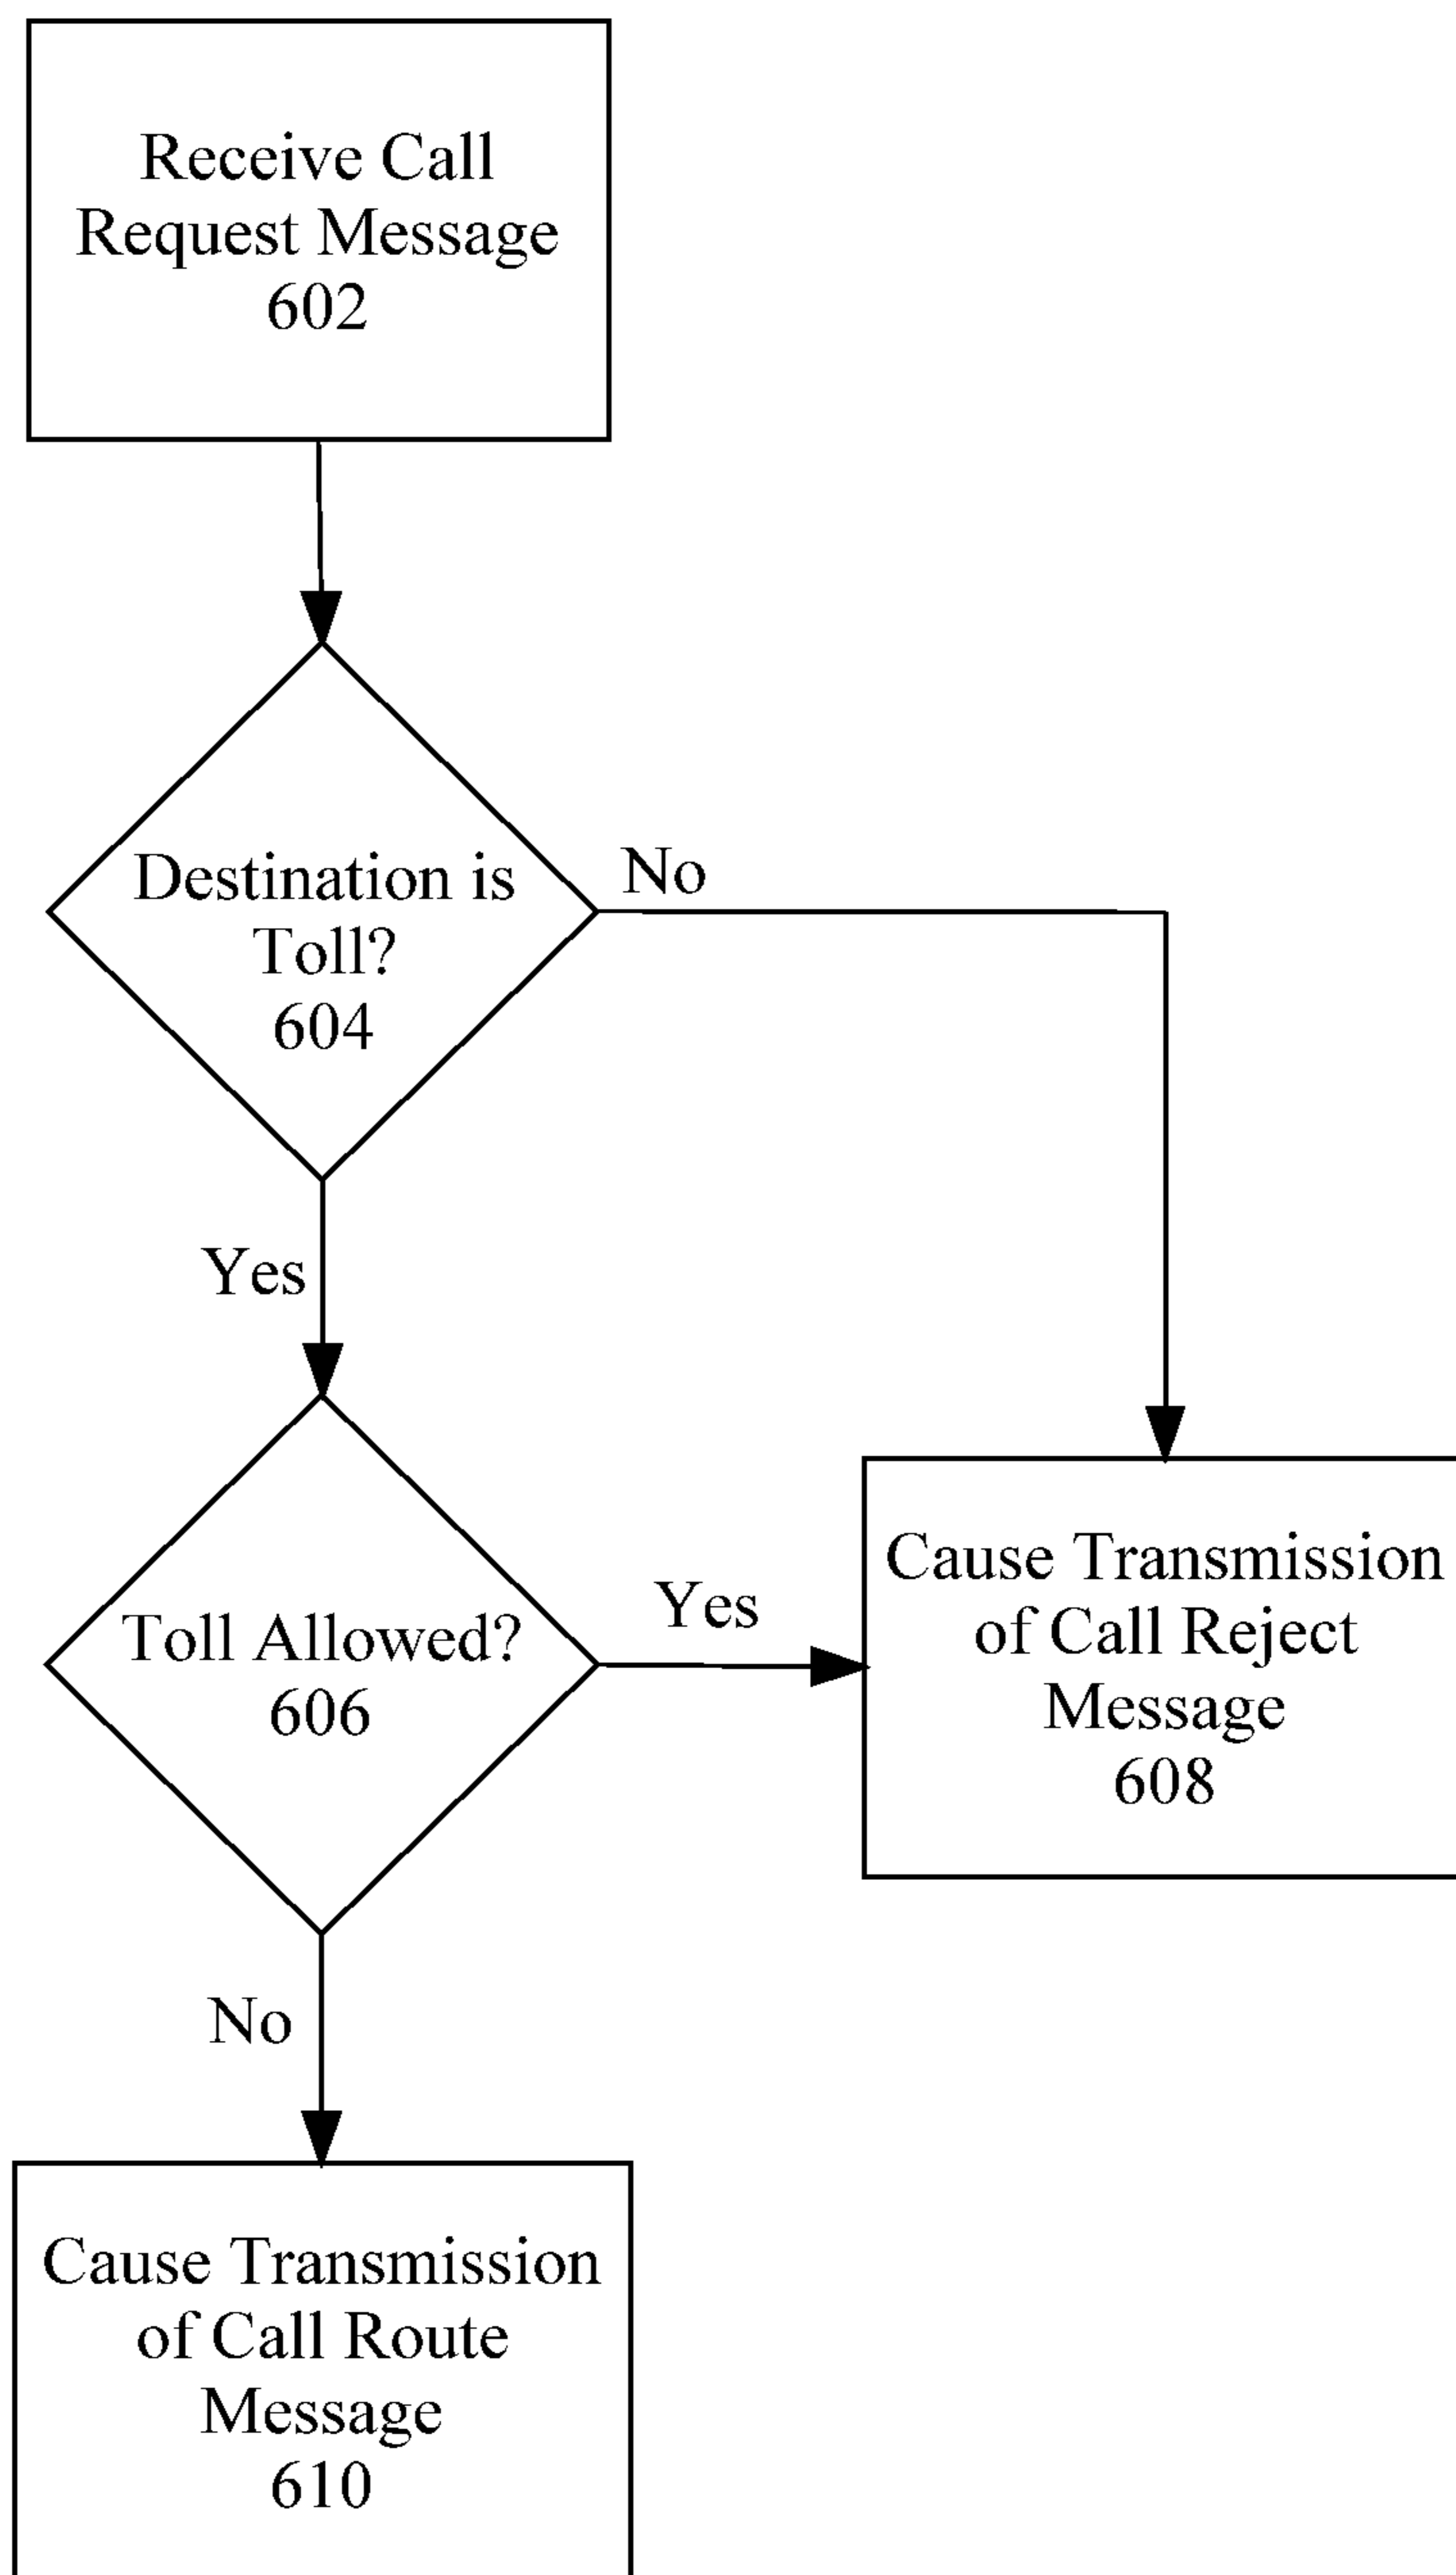 Receive Call
Request Message
602
Destination is
Toll?
604
No
Yes
Toll Allowed?
606
Yes
Cause Transmission
of Call Reject
Message
608
No
Cause Transmission
of Call Route
Message
610